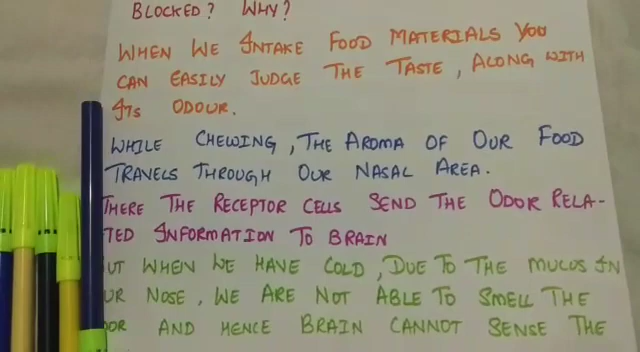 BLOCKED? WHY?
WHEN WE INTAKE FOOD MATERIALS YOU
CAN EASILY JUDGE THE TASTE, ALONG WITH
ITS ODOUR.
WHILE CHEWING, THE AROMA OF OUR FOOD
TRAVELS THROUGH OUR NASAL AREA.
THERE THE RECEPTOR CELLS SEND THE ODOR RELA-
TED INFORMATION TO BRAIN
UT WHEN WE HAVE COLD, DUE TO THE MUCUS IN
UR NOSE, WE ARE NOT ABLE TO SMELL THE
OOR AND HENCE BRAIN CANNOT SENSE THE